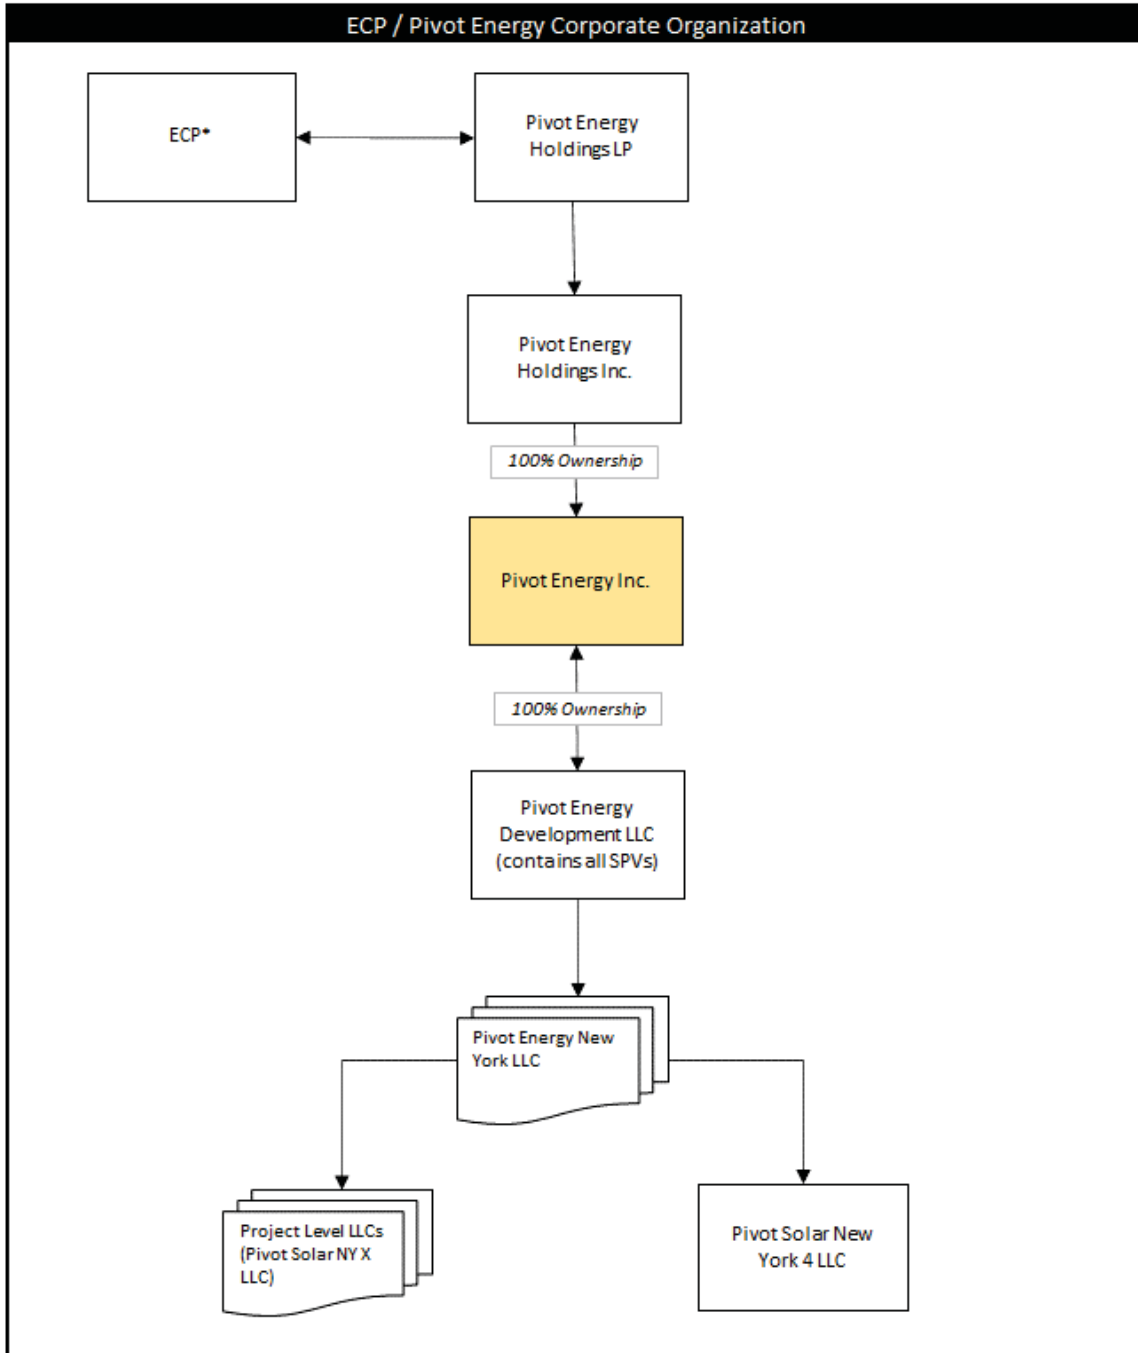 ECP / Pivot Energy Corporate Organization
ECP*
Pivot Energy
Holdings LP
Pivot Energy
Holdings Inc.
100% Ownership
Pivot Energy Inc.
100% Ownership
Pivot Energy
Development LLC
(contains all SPVs)
Pivot Energy New
York LLC
Project Level LLCs
(Pivot Solar NY X
LLC)
Pivot Solar New
York 4 LLC